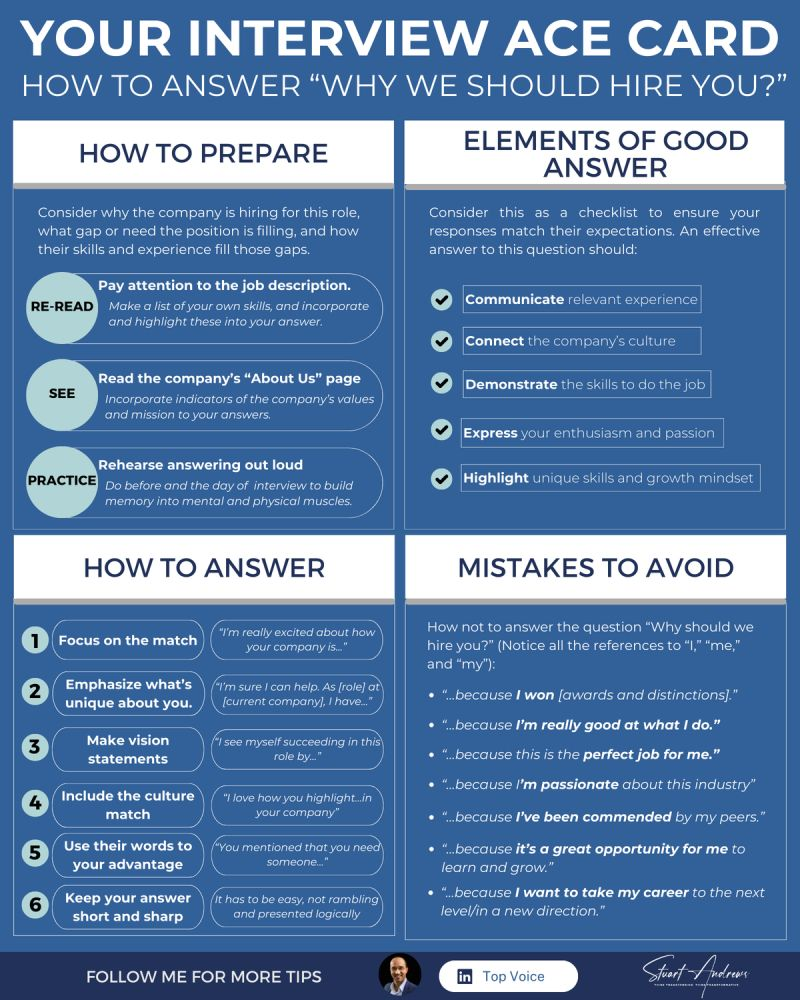 YOUR INTERVIEW ACE CARD
HOW TO ANSWER “WHY WE SHOULD HIRE YOU?”
HOW TO PREPARE
Consider why the company is hiring for this role,
what gap or need the position is filling, and how
their skills and experience fill those gaps.
RE-READ
Pay attention to the job description.
Make a list of your own skills, and incorporate
and highlight these into your answer.
SEE
Read the company’s “About Us” page
Incorporate indicators of the company’s values
and mission to your answers.
PRACTICE
Rehearse answering out loud
Do before and the day of interview to build
memory into mental and physical muscles.
ELEMENTS OF GOOD
ANSWER
Consider this as a checklist to ensure your
responses match their expectations. An effective
answer to this question should:
Communicate relevant experience
Connect the company’s culture
Demonstrate the skills to do the job
Express your enthusiasm and passion
Highlight unique skills and growth mindset
HOW TO ANSWER
1
Focus on the match
“I’m really excited about how
your company is...”
2
Emphasize what’s
unique about you.
“I’m sure I can help. As [role] at
[current company], I have...”
3
Make vision
statements
“I see myself succeeding in this
role by...”
4
Include the culture
match
“I love how you highlight...in
your company”
5
Use their words to
your advantage
“You mentioned that you need
someone...”
6
Keep your answer
short and sharp
It has to be easy, not rambling
and presented logically
MISTAKES TO AVOID
How not to answer the question “Why should we
hire you?” (Notice all the references to “I,” “me,”
and “my”):
• “...because I won [awards and distinctions].”
• “...because I’m really good at what I do.”
• “...because this is the perfect job for me.”
• “...because I’m passionate about this industry”
• “...because I’ve been commended by my peers.”
• “...because it’s a great opportunity for me to
learn and grow.”
• “...because I want to take my career to the next
level/in a new direction.”
FOLLOW ME FOR MORE TIPS
in Top Voice
Stuart Andrews